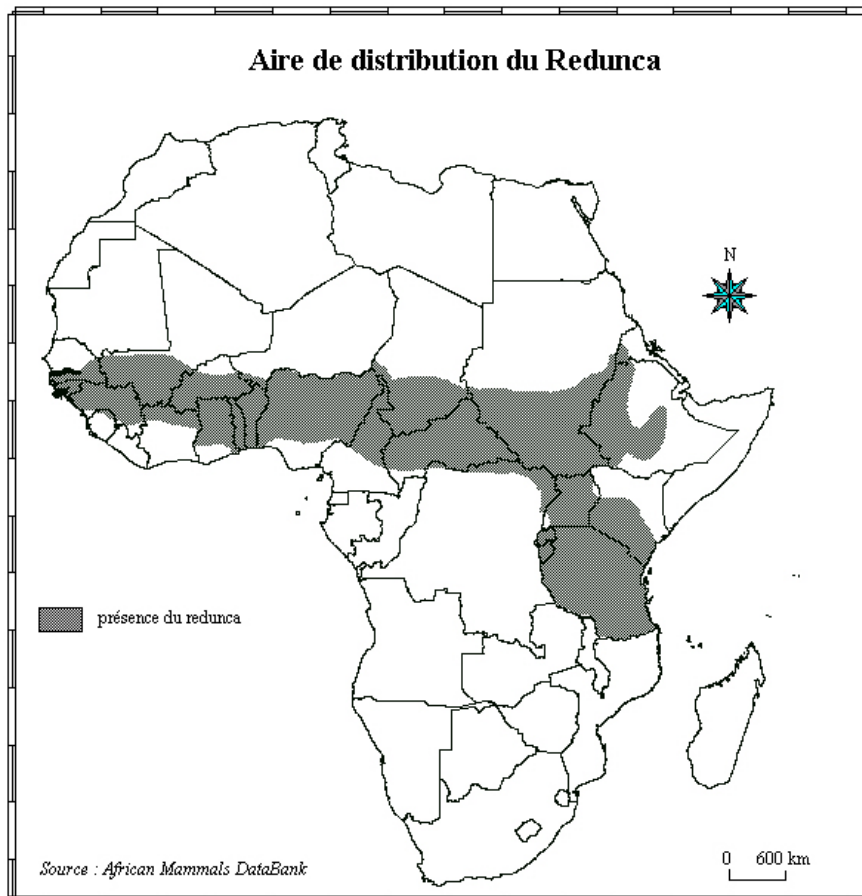 Aire de distribution du Redunca
N
présence du redunca
Source : African Mammals DataBank
0 600 km